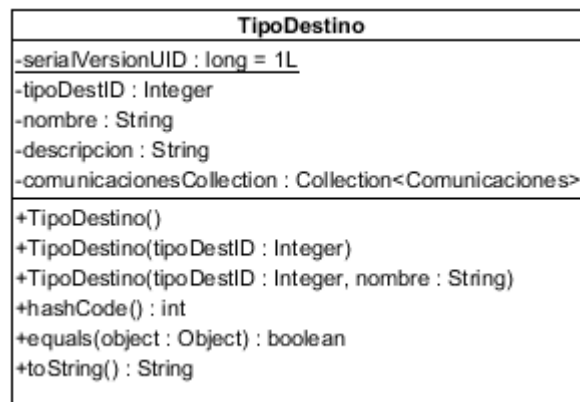 TipoDestino
-serialVersionUID : long = 1L
-tipoDestID : Integer
-nombre : String
-descripcion : String
-comunicacionesCollection : Collection<Comunicaciones>
+TipoDestino()
+TipoDestino(tipoDestID : Integer)
+TipoDestino(tipoDestID : Integer, nombre : String)
+hashCode() : int
+equals(object : Object) : boolean
+toString() : String